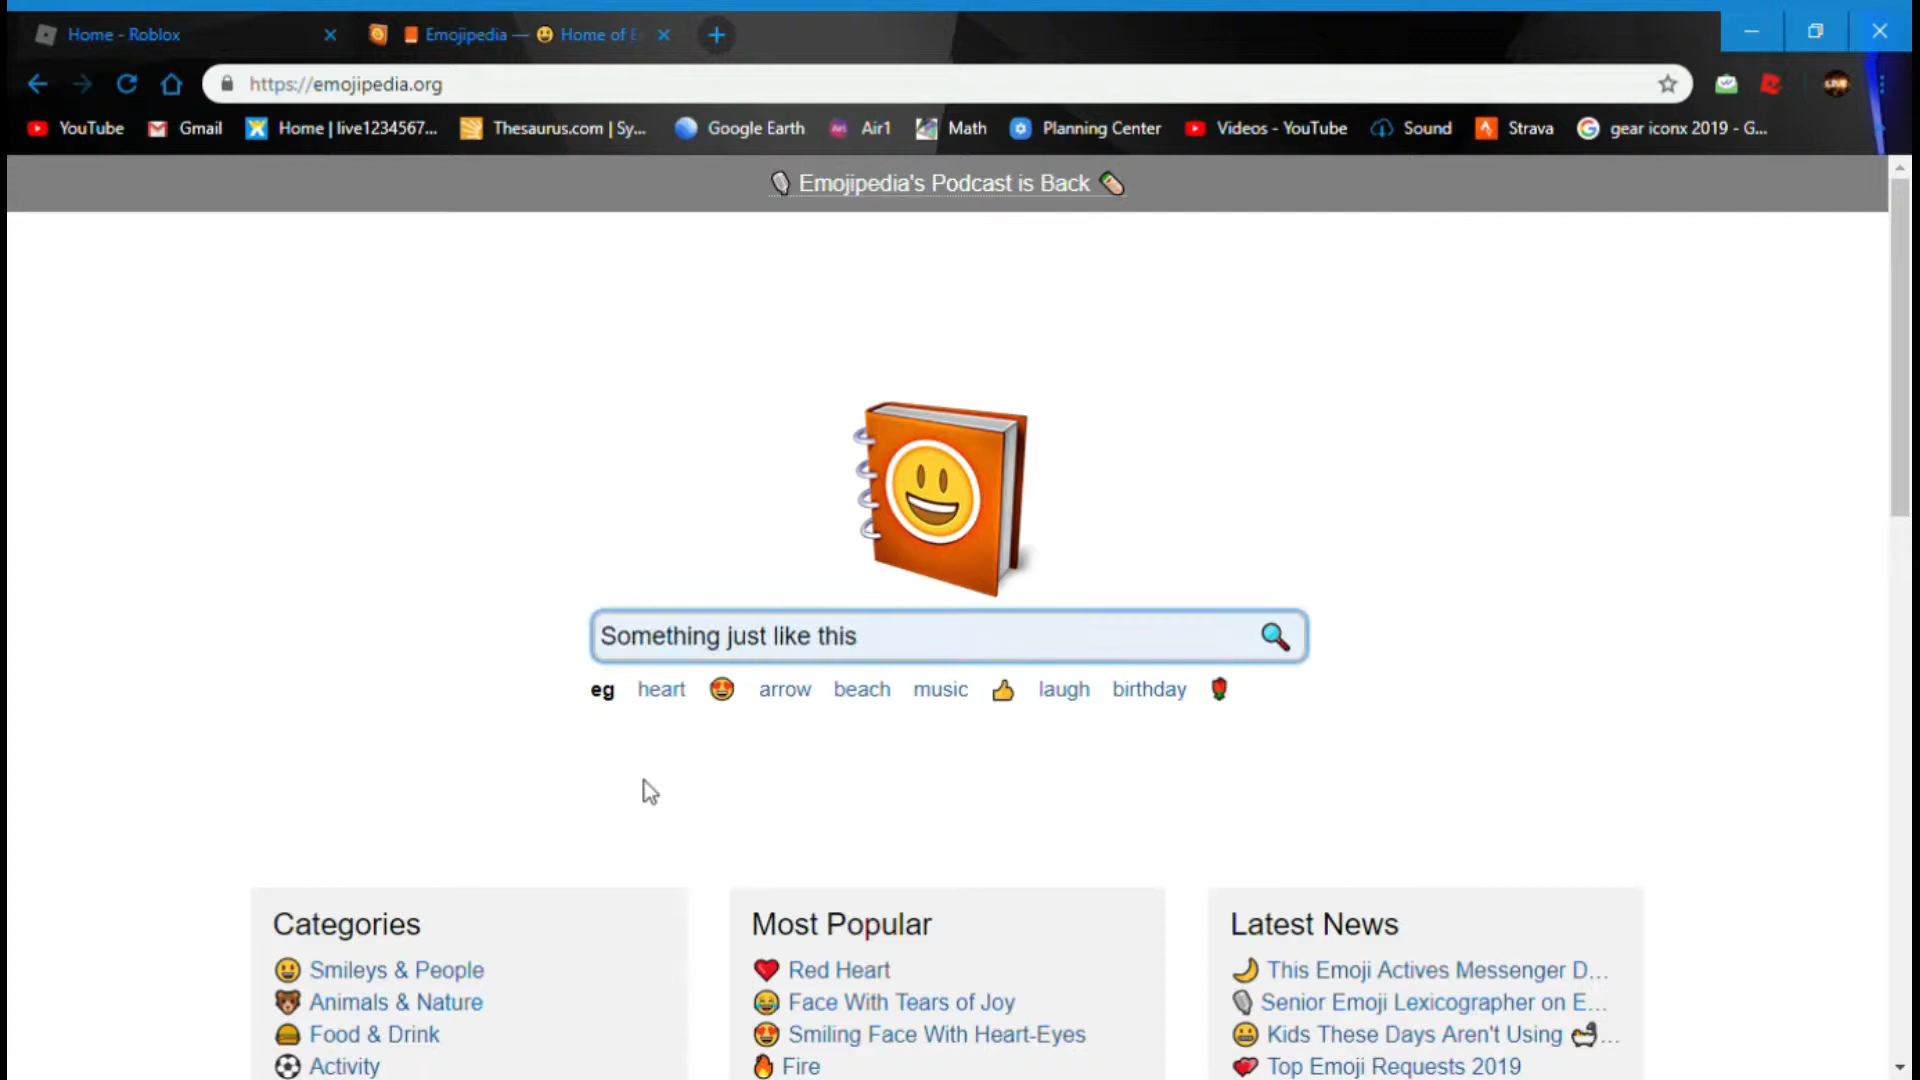 Home - Roblox
Emojipedia — 😃 Home of E
https://emojipedia.org
YouTube Gmail Home | live1234567... Thesaurus.com | Sy... Google Earth Air1 Math Planning Center Videos - YouTube Sound Strava gear iconx 2019 - G...
Emojipedia's Podcast is Back
Something just like this
eg heart 😍 arrow beach music 👍 laugh birthday 🌹
Categories
Smileys & People
Animals & Nature
Food & Drink
Activity
Most Popular
Red Heart
Face With Tears of Joy
Smiling Face With Heart-Eyes
Fire
Latest News
This Emoji Actives Messenger D...
Senior Emoji Lexicographer on E...
Kids These Days Aren't Using 🛀...
Top Emoji Requests 2019